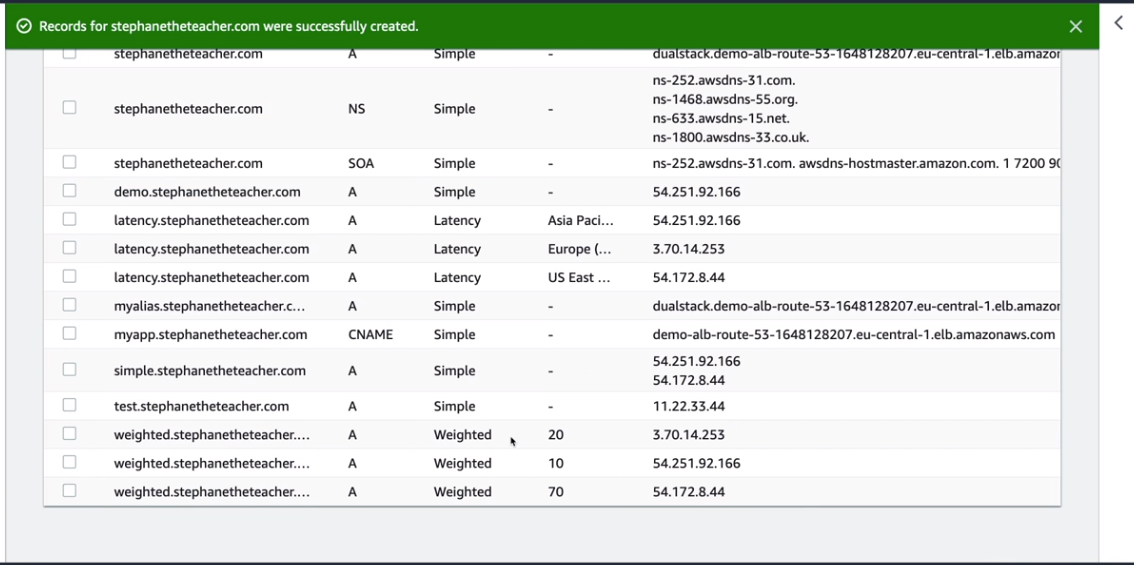 Records for stephanetheteacher.com were successfully created.
stephanetheteacher.com A Simple - dualstack.demo-alb-route-53-1648128207.eu-central-1.elb.amazon
ns-252.awsdns-31.com.
ns-1468.awsdns-55.org.
stephanetheteacher.com NS Simple -
ns-633.awsdns-15.net.
ns-1800.awsdns-33.co.uk.
stephanetheteacher.com SOA Simple - ns-252.awsdns-31.com. awsdns-hostmaster.amazon.com. 1 7200 90
demo.stephanetheteacher.com A Simple - 54.251.92.166
latency.stephanetheteacher.com A Latency Asia Paci... 54.251.92.166
latency.stephanetheteacher.com A Latency Europe (... 3.70.14.253
latency.stephanetheteacher.com A Latency US East ... 54.172.8.44
myalias.stephanetheteacher.c... A Simple - dualstack.demo-alb-route-53-1648128207.eu-central-1.elb.amazon
myapp.stephanetheteacher.com CNAME Simple - demo-alb-route-53-1648128207.eu-central-1.elb.amazonaws.com
54.251.92.166
simple.stephanetheteacher.com A Simple -
54.172.8.44
test.stephanetheteacher.com A Simple - 11.22.33.44
weighted.stephanetheteacher.... A Weighted 20 3.70.14.253
weighted.stephanetheteacher.... A Weighted 10 54.251.92.166
weighted.stephanetheteacher.... A Weighted 70 54.172.8.44